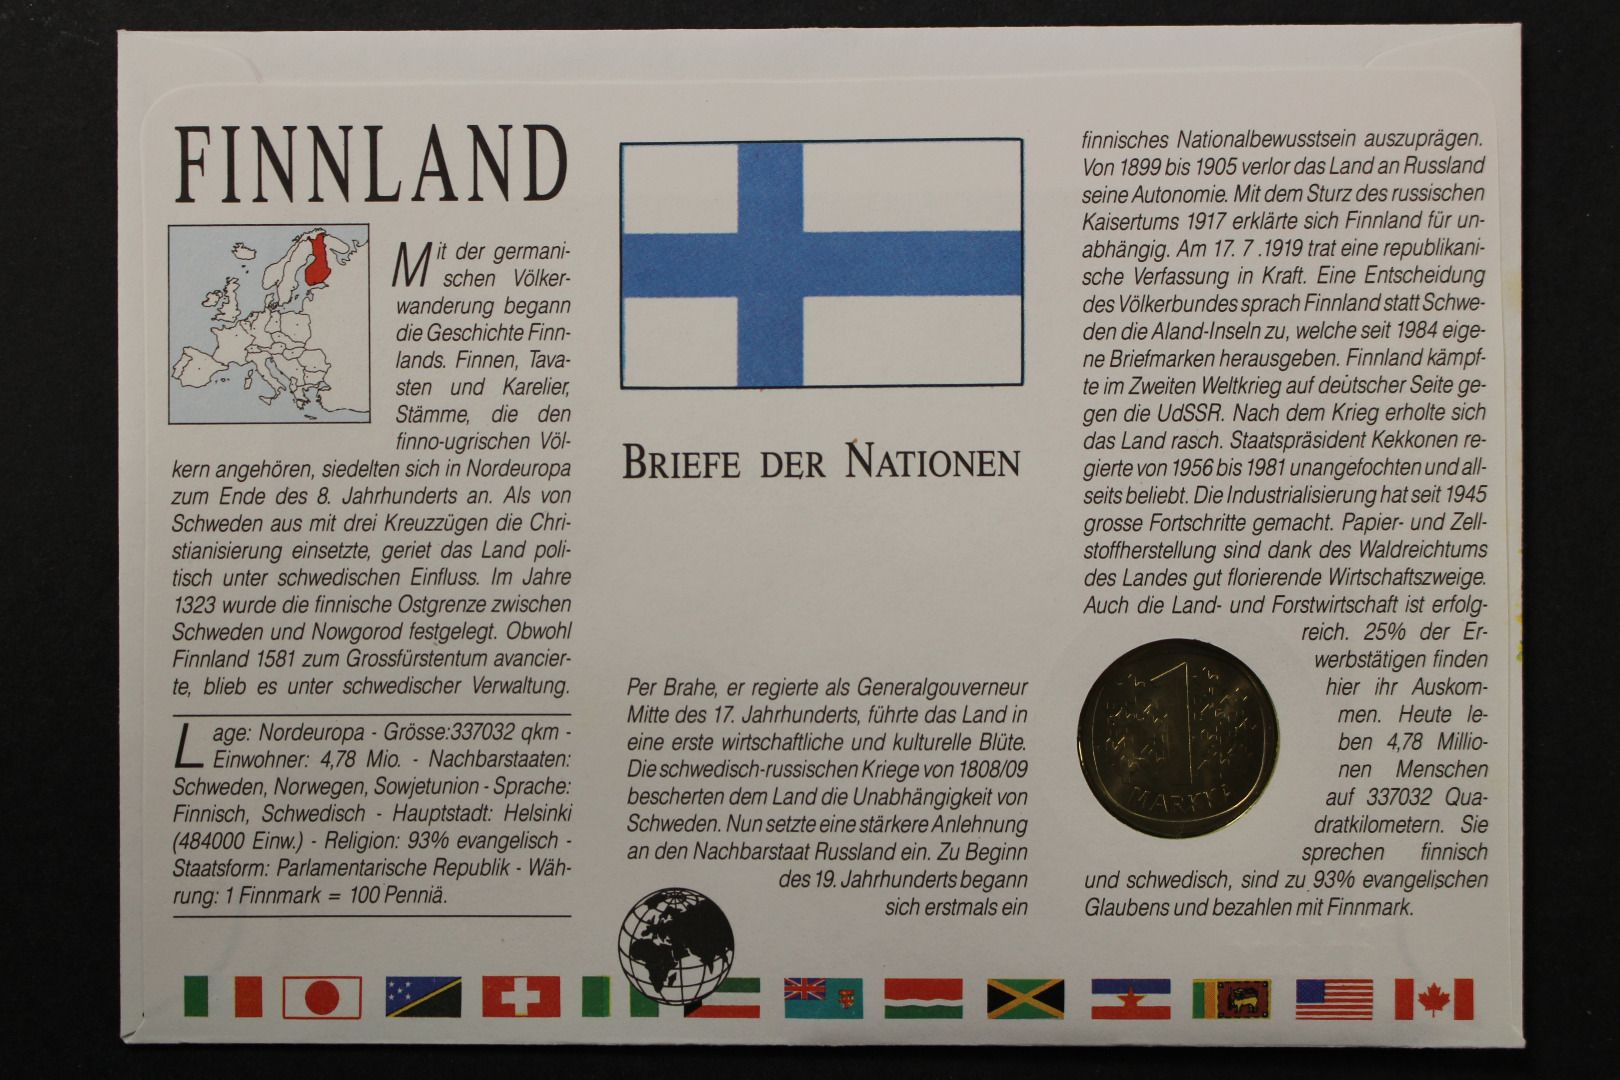 FINNLAND
Mit der germani-
schen Völker-
wanderung begann
die Geschichte Finn-
lands. Finnen, Tava-
sten und Karelier,
Stämme, die den
finno-ugrischen Völ-
kern angehören, siedelten sich in Nordeuropa
zum Ende des 8. Jahrhunderts an. Als von
Schweden aus mit drei Kreuzzügen die Chri-
stianisierung einsetzte, geriet das Land poli-
tisch unter schwedischen Einfluss. Im Jahre
1323 wurde die finnische Ostgrenze zwischen
Schweden und Nowgorod festgelegt. Obwohl
Finnland 1581 zum Grossfürstentum avancier-
te, blieb es unter schwedischer Verwaltung.
Lage: Nordeuropa - Grösse:337032 qkm -
Einwohner: 4,78 Mio. - Nachbarstaaten:
Schweden, Norwegen, Sowjetunion - Sprache:
Finnisch, Schwedisch - Hauptstadt: Helsinki
(484000 Einw.) - Religion: 93% evangelisch -
Staatsform: Parlamentarische Republik - Wäh-
rung: 1 Finnmark = 100 Penniä.
BRIEFE DER NATIONEN
Per Brahe, er regierte als Generalgouverneur
Mitte des 17. Jahrhunderts, führte das Land in
eine erste wirtschaftliche und kulturelle Blüte.
Die schwedisch-russischen Kriege von 1808/09
bescherten dem Land die Unabhängigkeit von
Schweden. Nun setzte eine stärkere Anlehnung
an den Nachbarstaat Russland ein. Zu Beginn
des 19. Jahrhunderts begann
sich erstmals ein
finnisches Nationalbewusstsein auszuprägen.
Von 1899 bis 1905 verlor das Land an Russland
seine Autonomie. Mit dem Sturz des russischen
Kaisertums 1917 erklärte sich Finnland für un-
abhängig. Am 17. 7 .1919 trat eine republikani-
sche Verfassung in Kraft. Eine Entscheidung
des Völkerbundes sprach Finnland statt Schwe-
den die Aland-Inseln zu, welche seit 1984 eige-
ne Briefmarken herausgeben. Finnland kämpf-
te im Zweiten Weltkrieg auf deutscher Seite ge-
gen die UdSSR. Nach dem Krieg erholte sich
das Land rasch. Staatspräsident Kekkonen re-
gierte von 1956 bis 1981 unangefochten und all-
seits beliebt. Die Industrialisierung hat seit 1945
grosse Fortschritte gemacht. Papier- und Zell-
stoffherstellung sind dank des Waldreichtums
des Landes gut florierende Wirtschaftszweige.
Auch die Land- und Forstwirtschaft ist erfolg-
reich. 25% der Er-
werbstätigen finden
hier ihr Auskom-
men. Heute le-
ben 4,78 Millio-
nen Menschen
auf 337032 Qua-
dratkilometern. Sie
sprechen finnisch
und schwedisch, sind zu 93% evangelischen
Glaubens und bezahlen mit Finnmark.
1
MARKKA